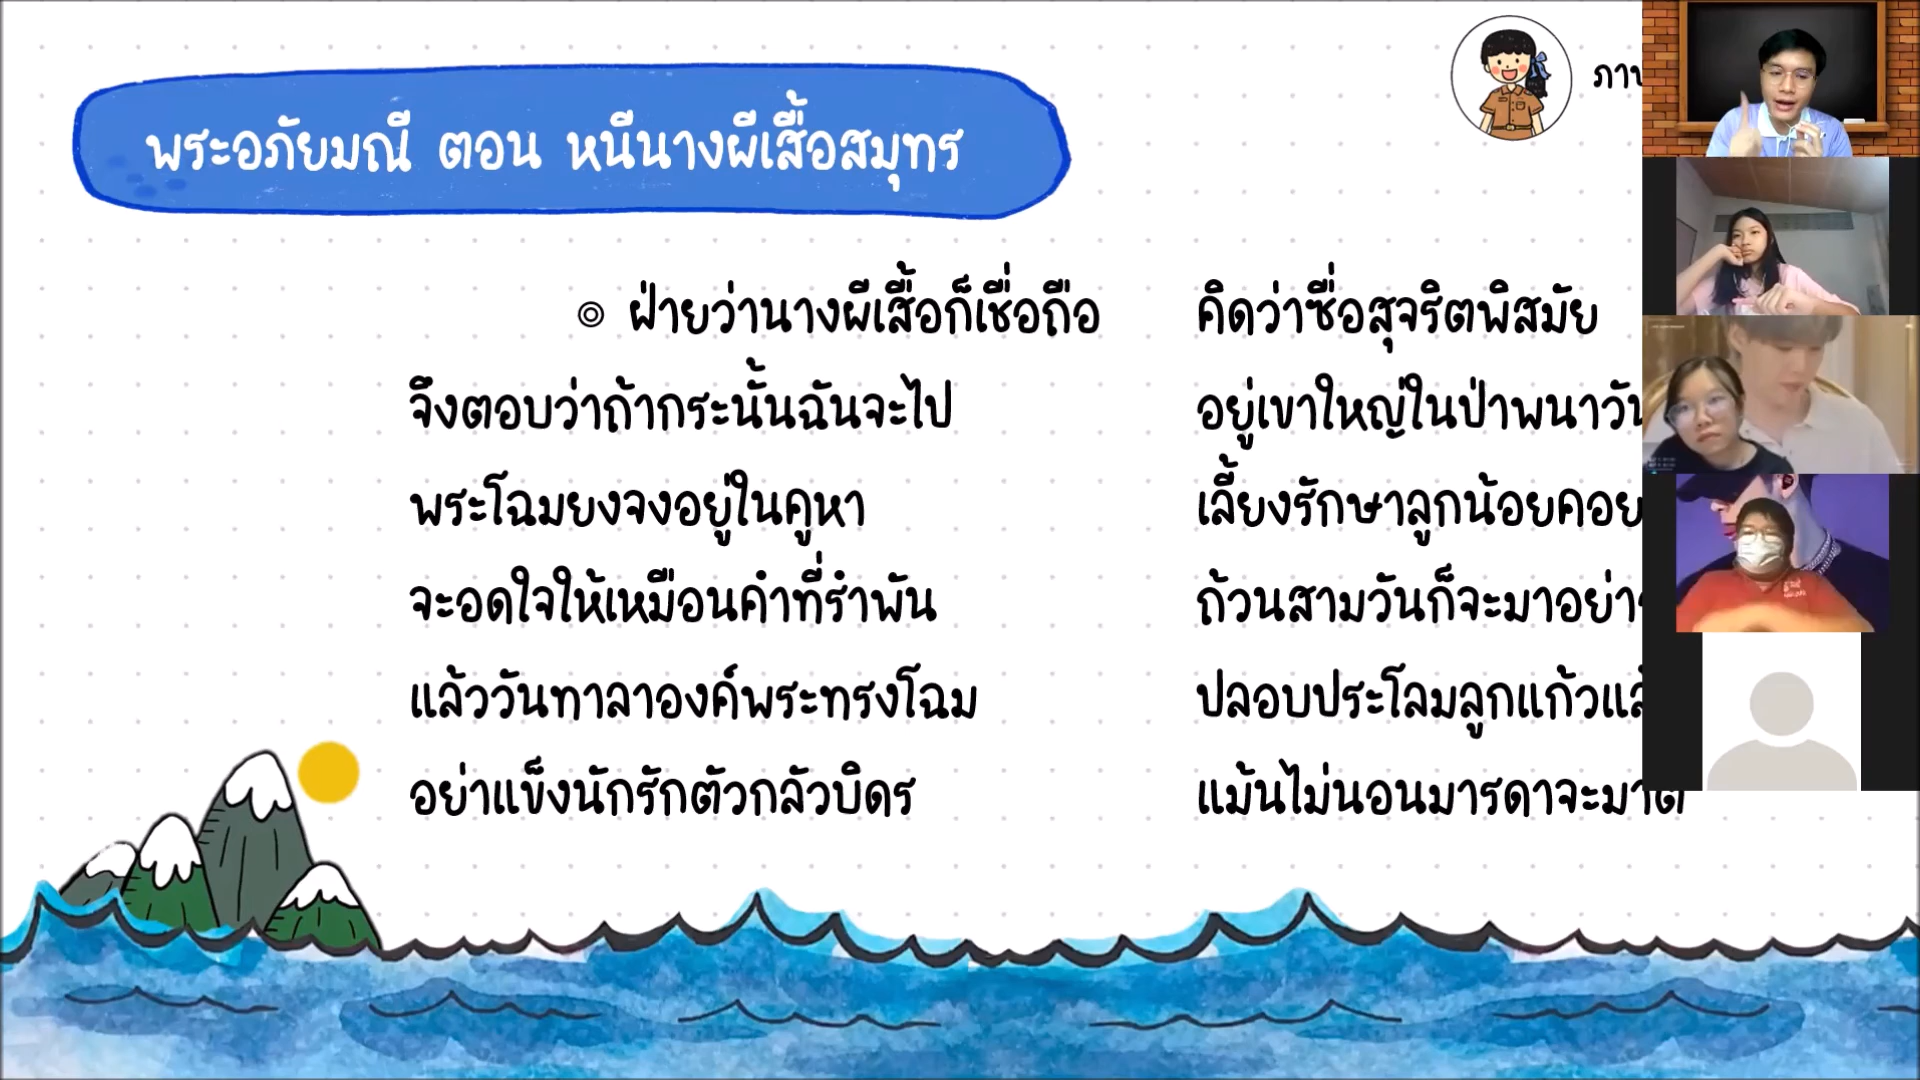 พระอภัยมณี ตอน หนีนางผีเสื้อสมุทร
๏ ฝ่ายว่านางผีเสื้อก็เชื่อถือ คิดว่าซื่อสุจริตพิสมัย
จึงตอบว่าถ้ากระนั้นฉันจะไป อยู่เขาใหญ่ในป่าพนาวัน
พระโฉมยงจงอยู่ในคูหา เลี้ยงรักษาลูกน้อยคอย
จะอดใจให้เหมือนคำที่รำพัน ถ้วนสามวันก็จะมาอย่า
แล้ววันทาลาองค์พระทรงโฉม ปลอบประโลมลูกแก้ว
อย่าแข็งนักรักตัวกลัวบิดร แม้นไม่นอนมารดาจะมา